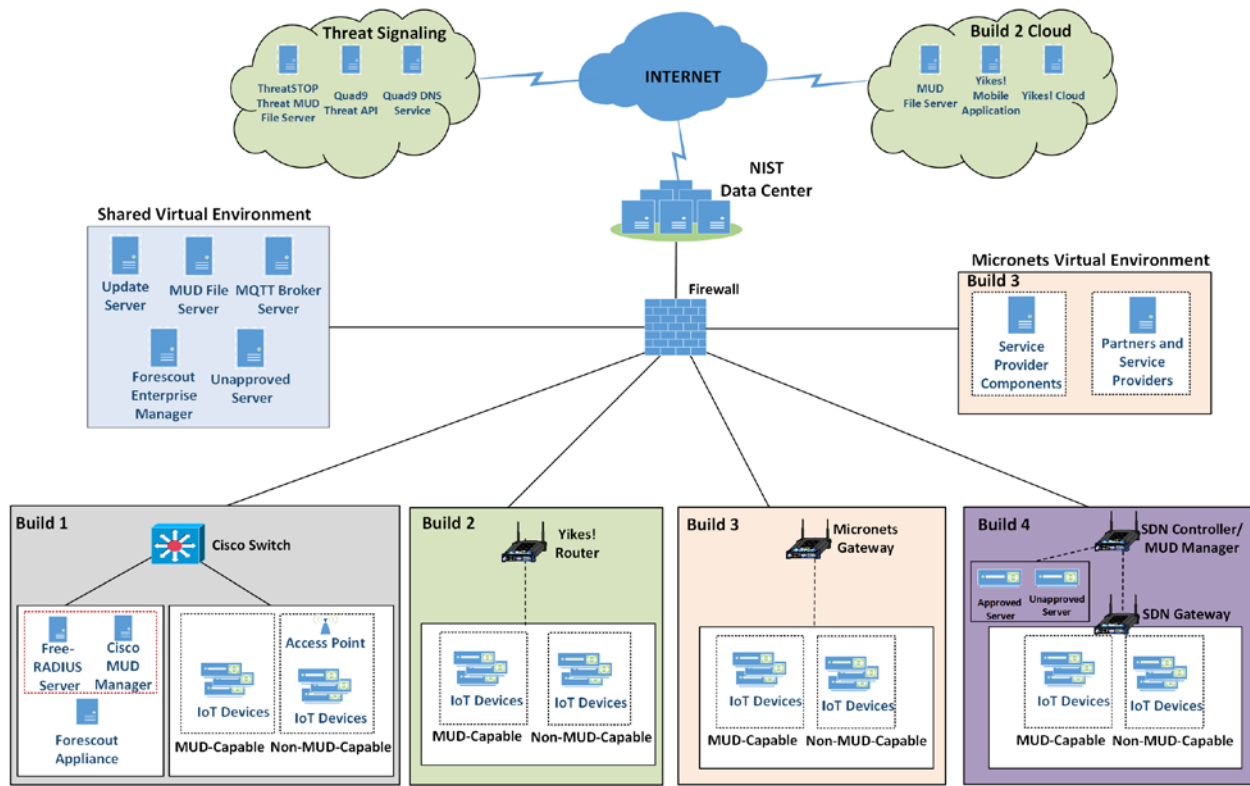 Threat Signaling
ThreatSTOP
Threat MUD
File Server
Quad9
Threat API
Quad9 DNS
Service
INTERNET
Build 2 Cloud
MUD
File Server
Yikes!
Mobile
Application
Yikes! Cloud
NIST
Data Center
Shared Virtual Environment
Update
Server
MUD File
Server
MQTT Broker
Server
Forescout
Enterprise
Manager
Unapproved
Server
Firewall
Micronets Virtual Environment
Build 3
Service
Provider
Components
Partners and
Service
Providers
Build 1
Cisco Switch
Free-
RADIUS
Server
Cisco
MUD
Manager
Forescout
Appliance
Access Point
IoT Devices
IoT Devices
MUD-Capable
Non-MUD-Capable
Build 2
Yikes!
Router
IoT Devices
IoT Devices
MUD-Capable
Non-MUD-Capable
Build 3
Micronets
Gateway
IoT Devices
IoT Devices
MUD-Capable
Non-MUD-Capable
Build 4
SDN Controller/
MUD Manager
Approved
Server
Unapproved
Server
SDN Gateway
IoT Devices
IoT Devices
MUD-Capable
Non-MUD-Capable